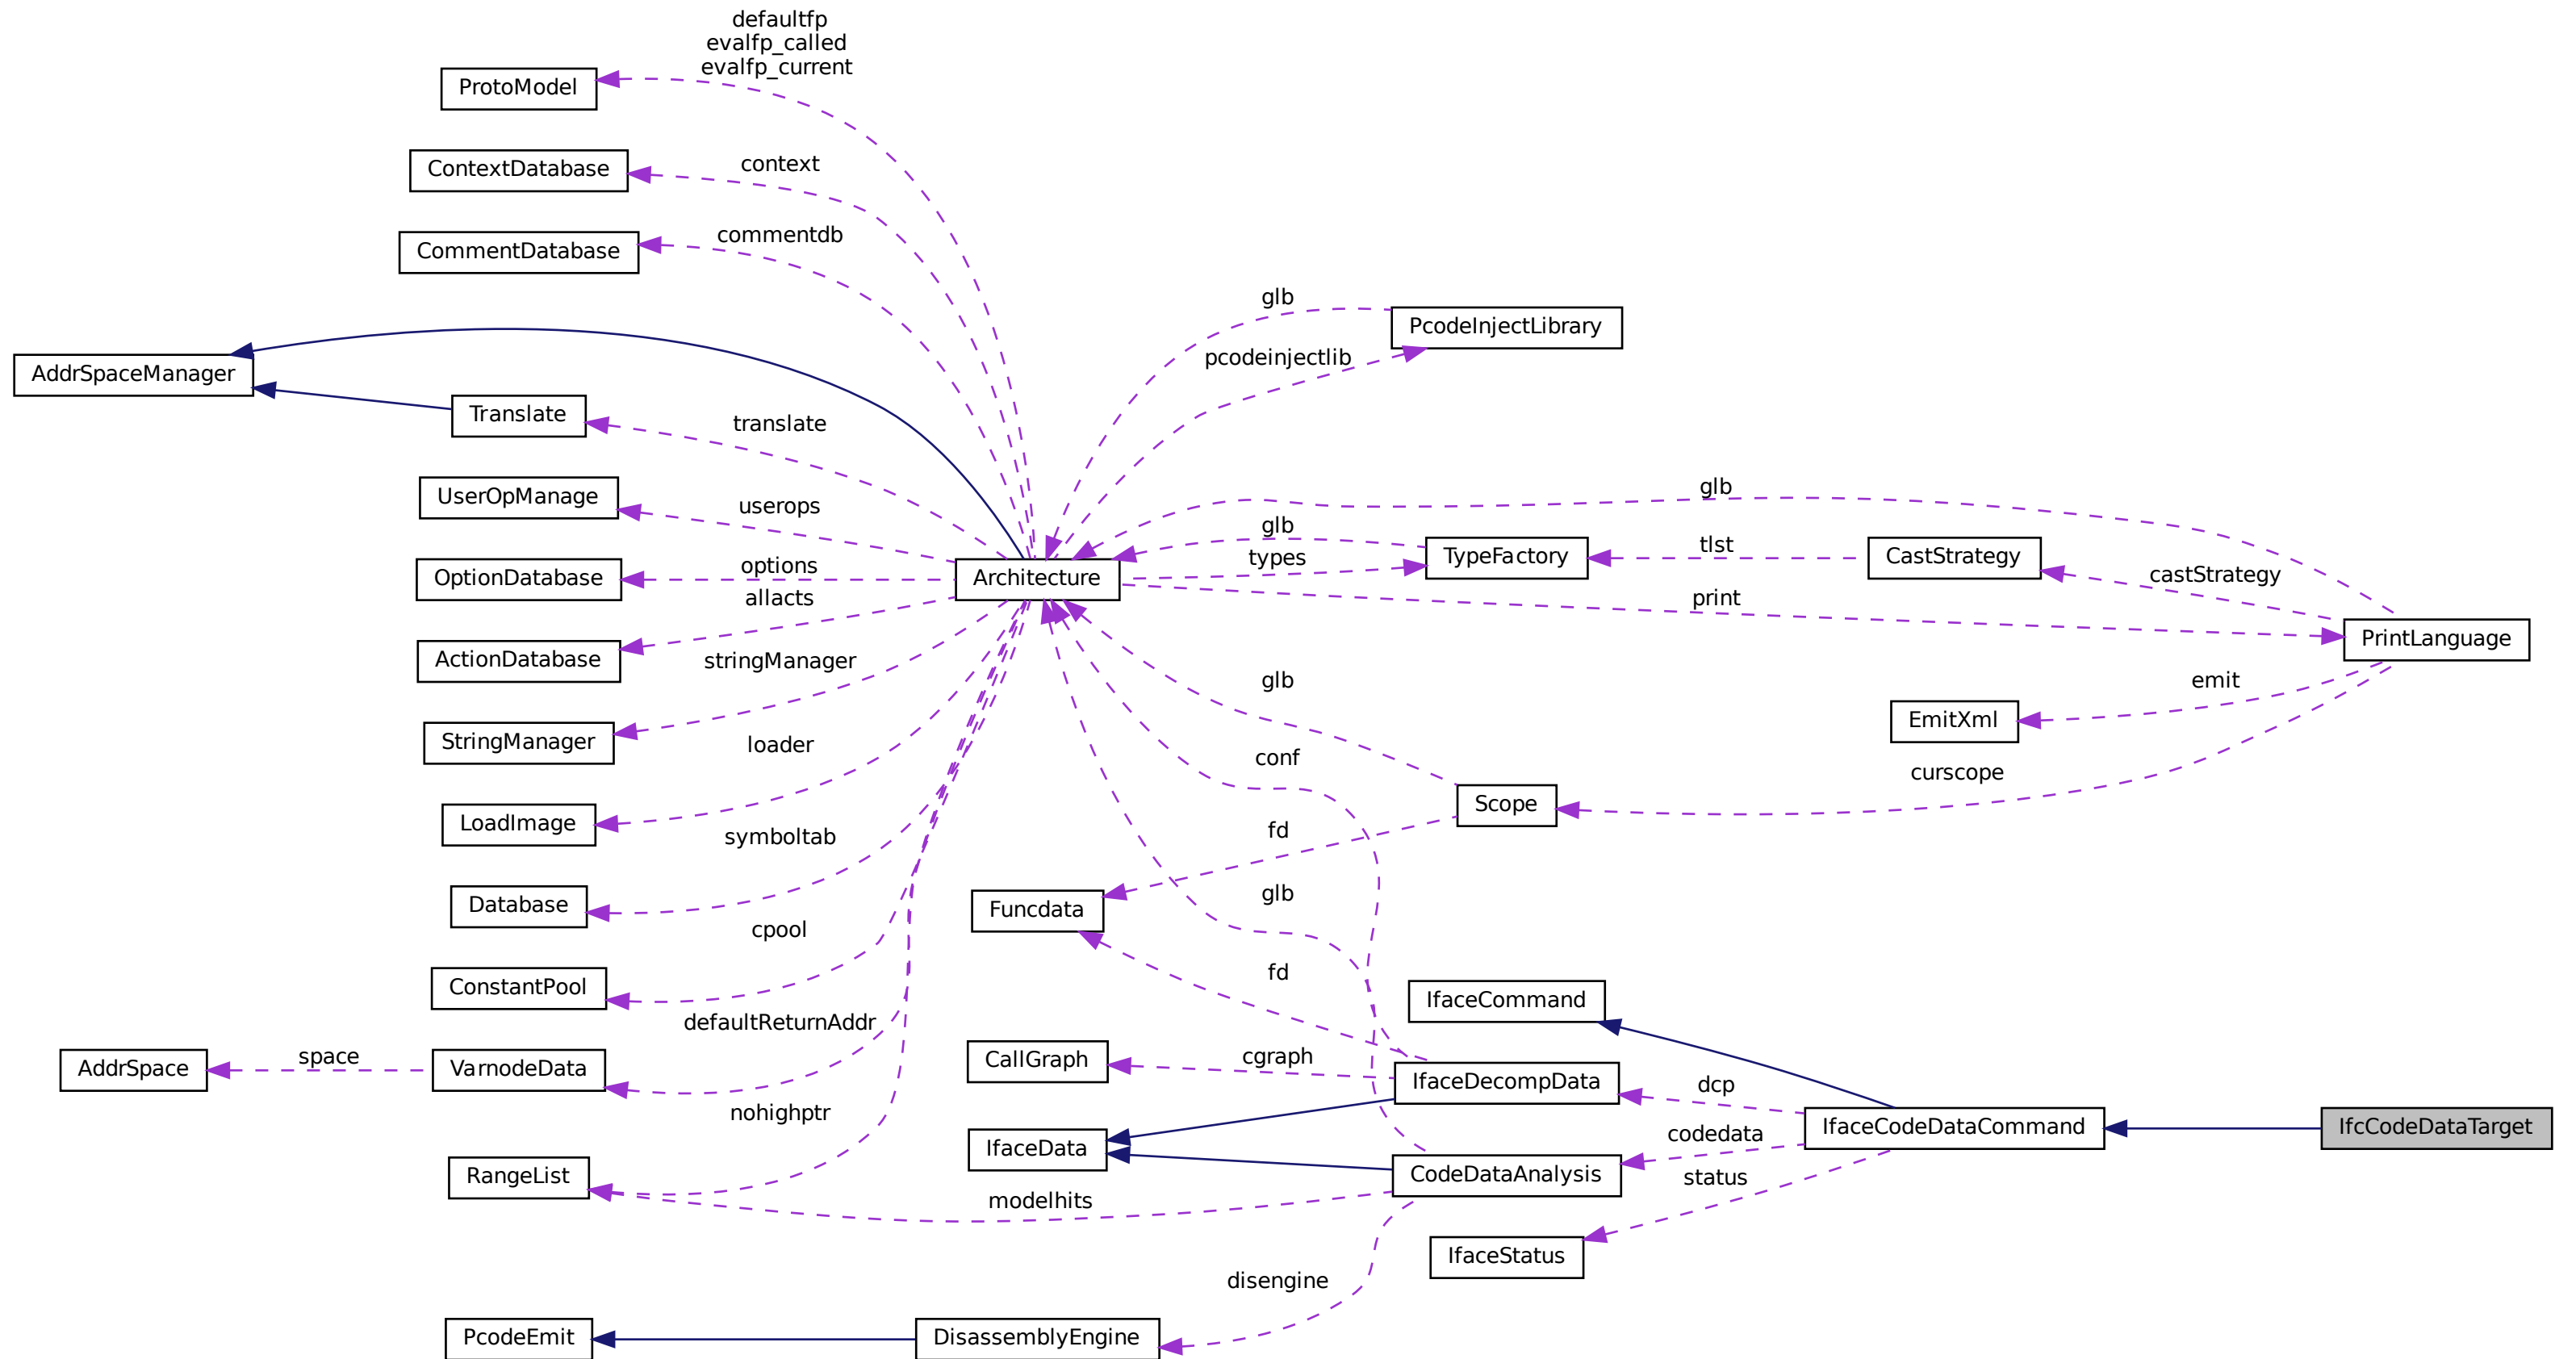 defaultfp
evalfp_called
evalfp_current
ProtoModel
context
ContextDatabase
commentdb
CommentDatabase
glb
PcodeInjectLibrary
pcodeinjectlib
AddrSpaceManager
Translate
translate
UserOpManage
userops
glb
glb
TypeFactory
tlst
CastStrategy
types
castStrategy
OptionDatabase
options
Architecture
allacts
print
PrintLanguage
ActionDatabase
stringManager
glb
emit
StringManager
EmitXml
loader
conf
curscope
LoadImage
Scope
symboltab
fd
Database
Funcdata
glb
cpool
ConstantPool
fd
IfaceCommand
defaultReturnAddr
AddrSpace
space
VarnodeData
CallGraph
cgraph
IfaceDecompData
dcp
nohighptr
IfaceCodeDataCommand
IfcCodeDataTarget
IfaceData
codedata
RangeList
CodeDataAnalysis
status
modelhits
IfaceStatus
disengine
PcodeEmit
DisassemblyEngine